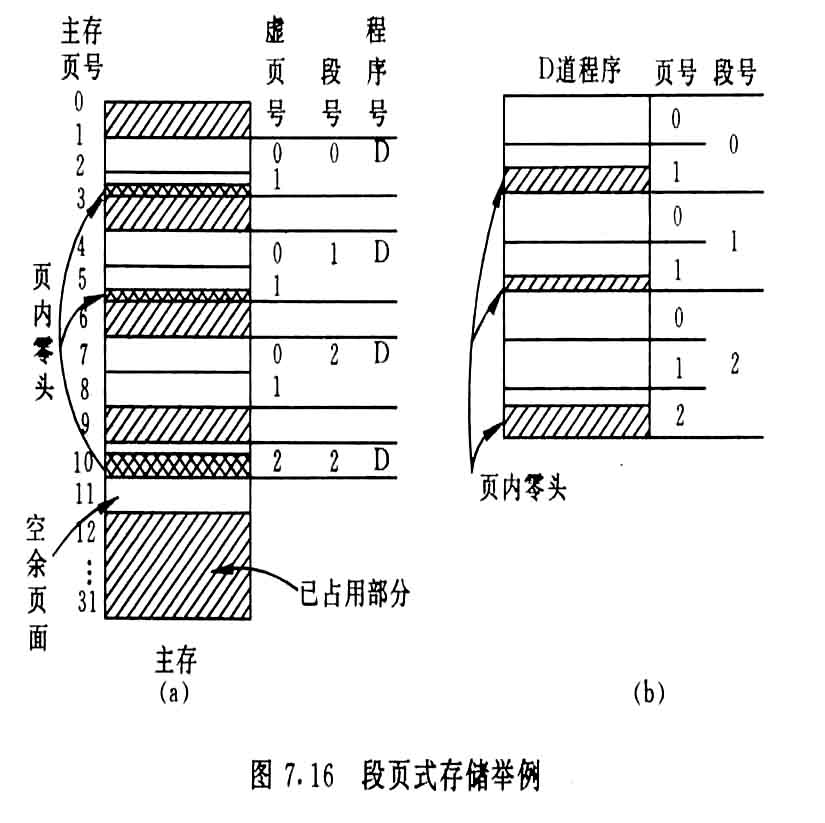 主存页号
虚页号
段号
程序号
0
1
2
3
4
5
6
7
8
9
10
11
12
⋮
31
0 0 D
1
0 1 D
1
0 2 D
1
2 2 D
页内零头
空余页面
已占用部分
主存
(a)
D道程序 页号 段号
0
0
1
0
1
1
0
1 2
2
页内零头
(b)
图 7.16 段页式存储举例